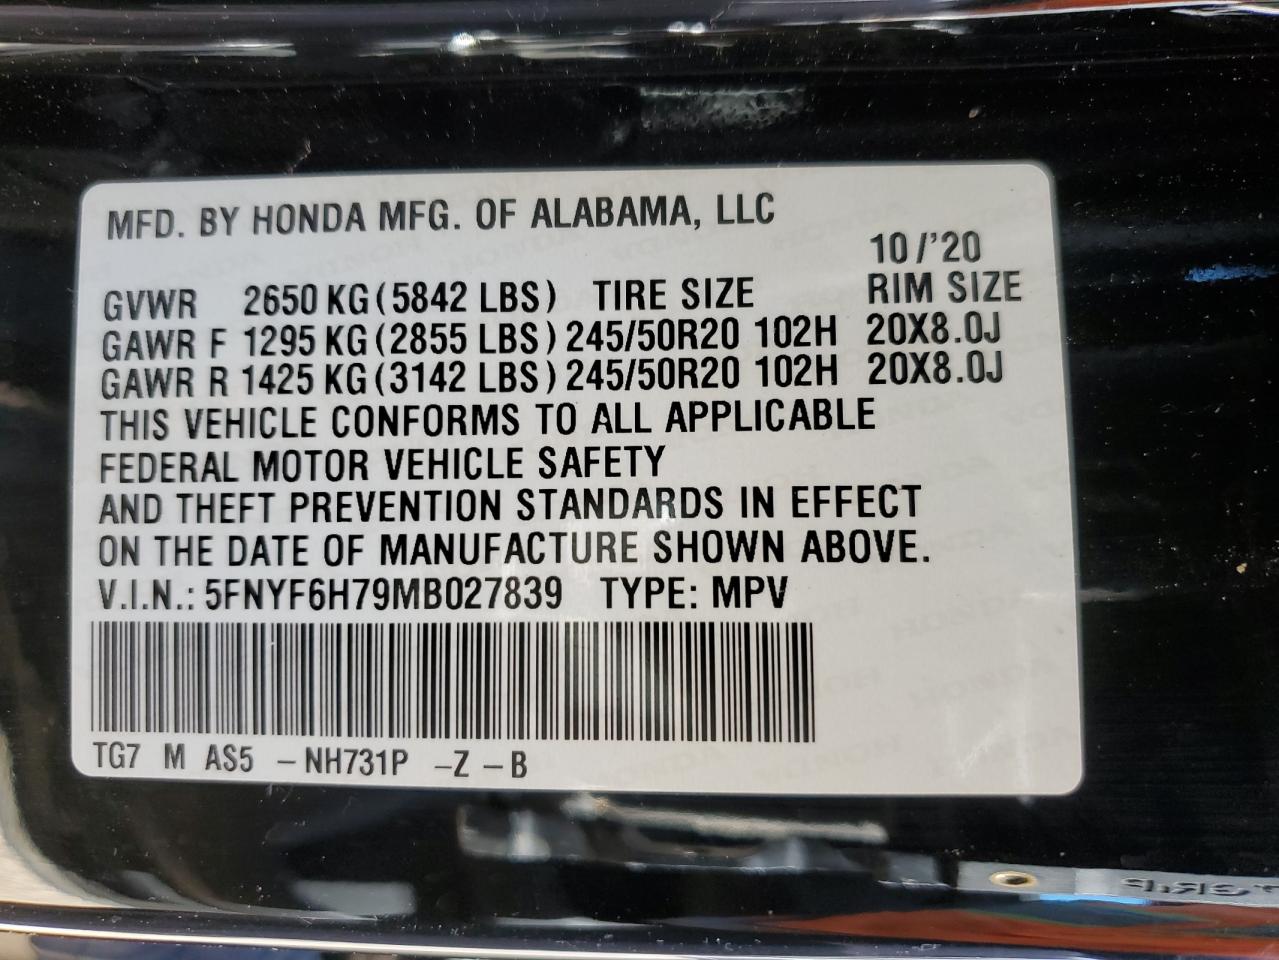 MFD. BY HONDA MFG. OF ALABAMA, LLC
10/'20
GVWR 2650 KG (5842 LBS) TIRE SIZE RIM SIZE
GAWR F 1295 KG (2855 LBS) 245/50R20 102H 20X8.0J
GAWR R 1425 KG (3142 LBS) 245/50R20 102H 20X8.0J
THIS VEHICLE CONFORMS TO ALL APPLICABLE
FEDERAL MOTOR VEHICLE SAFETY
AND THEFT PREVENTION STANDARDS IN EFFECT
ON THE DATE OF MANUFACTURE SHOWN ABOVE.
V.I.N.: 5FNYF6H79MB027839 TYPE: MPV
TG7 M AS5 -NH731P -Z -B